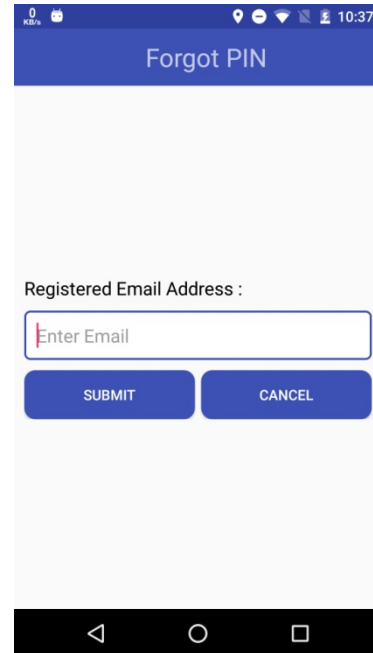 0
KB/s
10:37
Forgot PIN
Registered Email Address :
Enter Email
SUBMIT
CANCEL